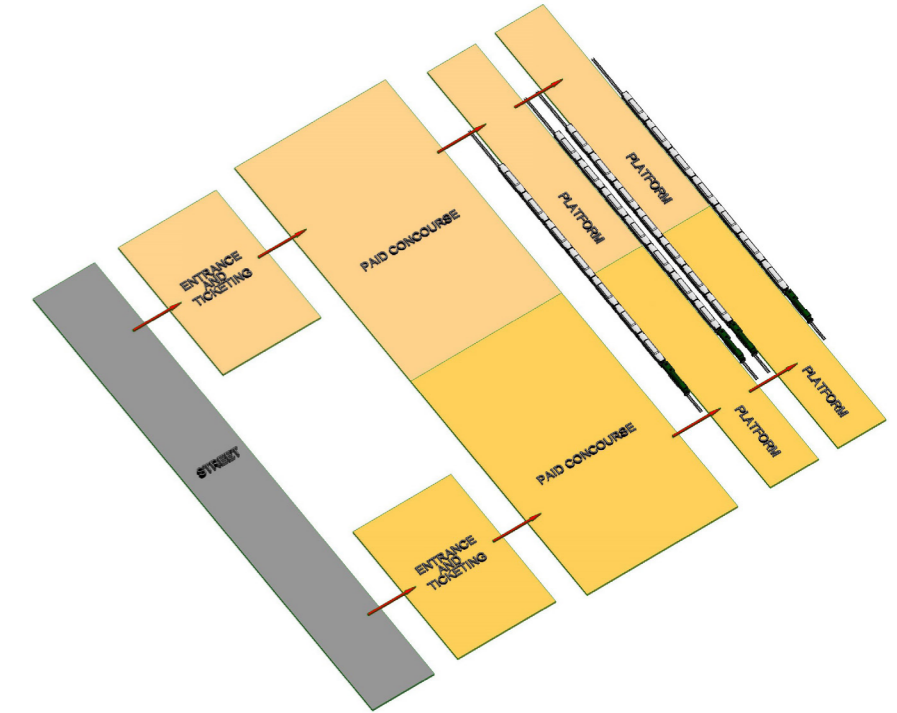 PLATFORM
PLATFORM
PAID CONCOURSE
ENTRANCE
AND
TICKETING
STREET
PLATFORM
PLATFORM
PAID CONCOURSE
ENTRANCE
AND
TICKETING